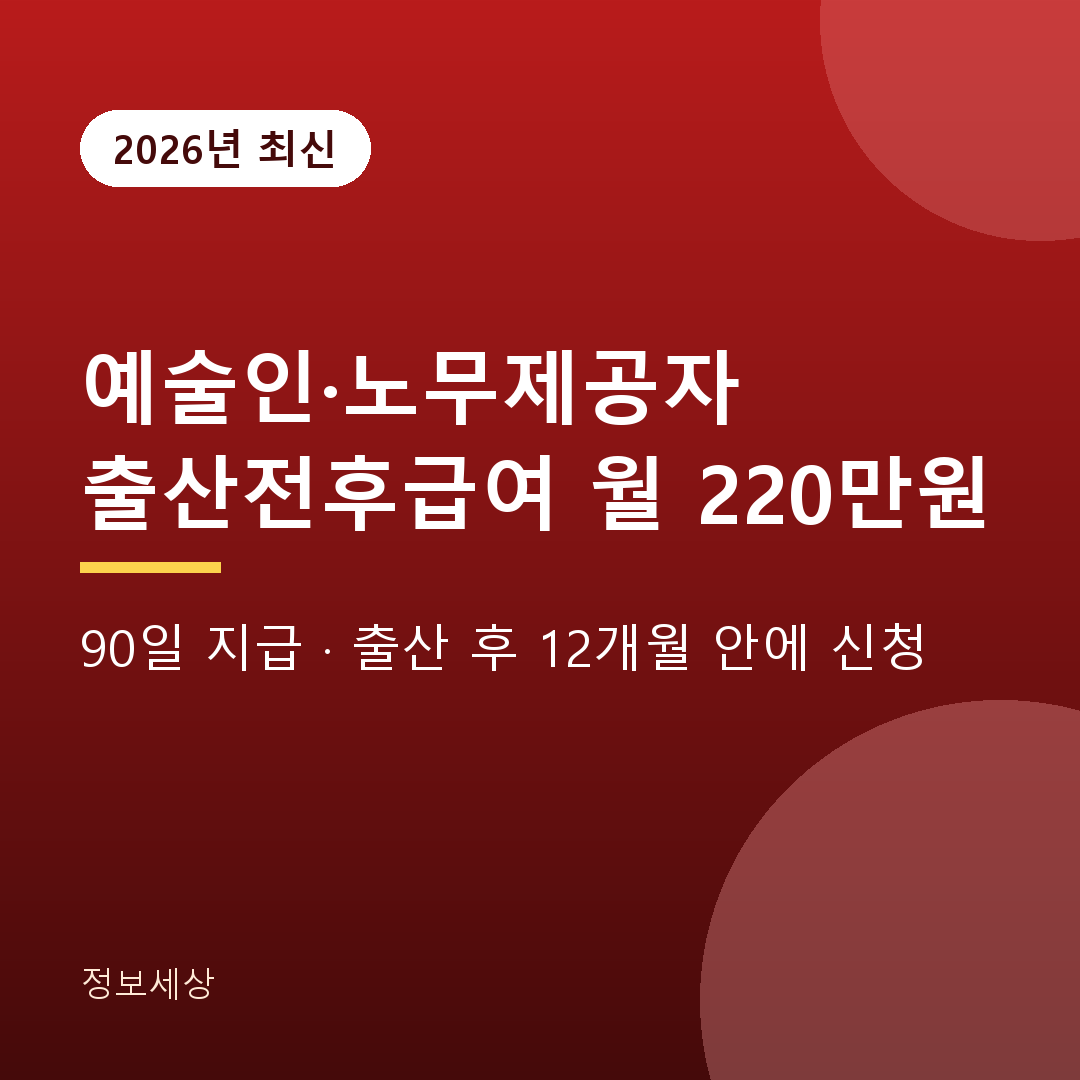 2026년 최신
예술인·노무제공자
출산전후급여 월 220만원
90일 지급 · 출산 후 12개월 안에 신청
정보세상